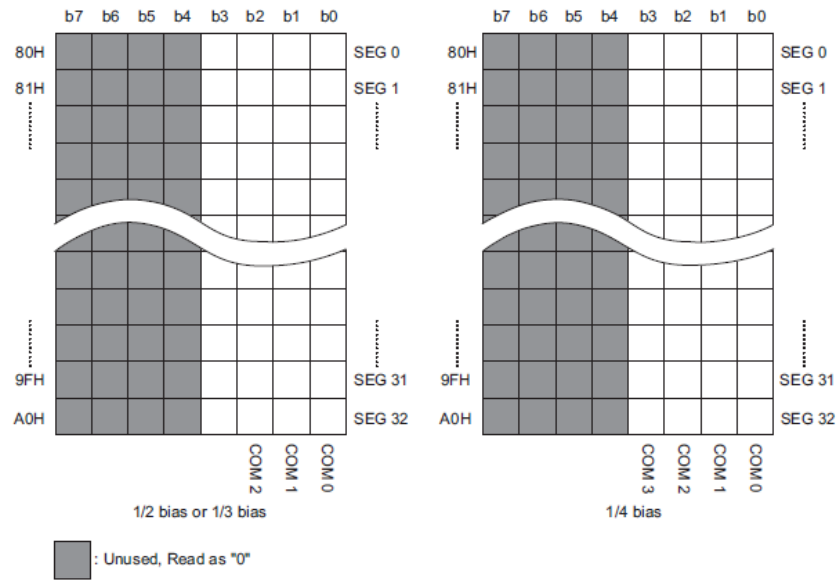 b7 b6 b5 b4 b3 b2 b1 b0
80H SEG 0
81H SEG 1
9FH SEG 31
A0H SEG 32
COM 2 COM 1 COM 0
1/2 bias or 1/3 bias
b7 b6 b5 b4 b3 b2 b1 b0
80H SEG 0
81H SEG 1
9FH SEG 31
A0H SEG 32
COM 3 COM 2 COM 1 COM 0
1/4 bias
: Unused, Read as "0"